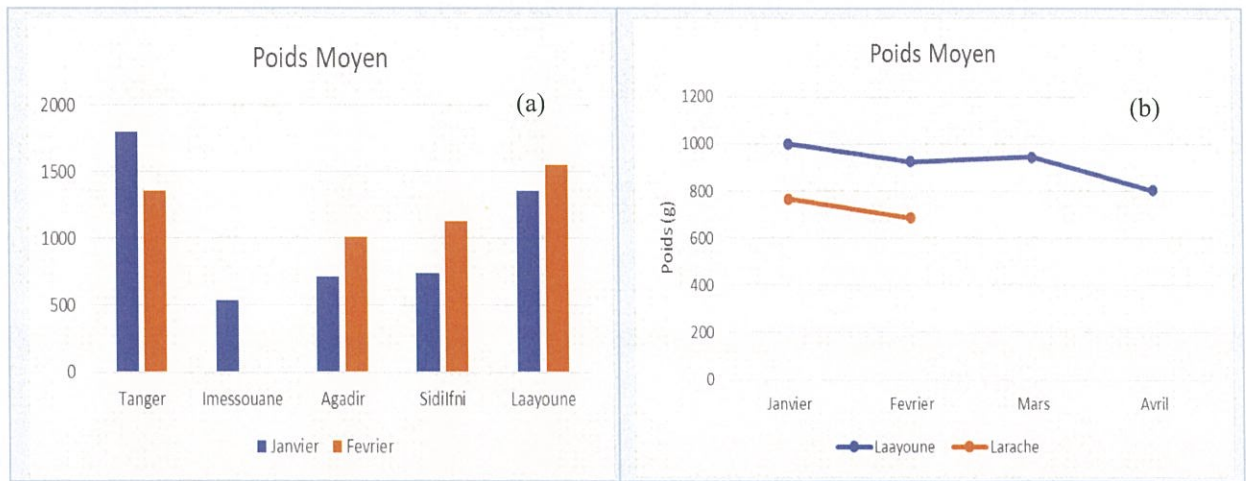 Poids Moyen
(a)
2000
1500
1000
500
0
Tanger Imessouane Agadir SidiIfni Laayoune
Janvier Fevrier
Poids Moyen
(b)
Poids (g)
1200
1000
800
600
400
200
0
Janvier Fevrier Mars Avril
Laayoune Larache